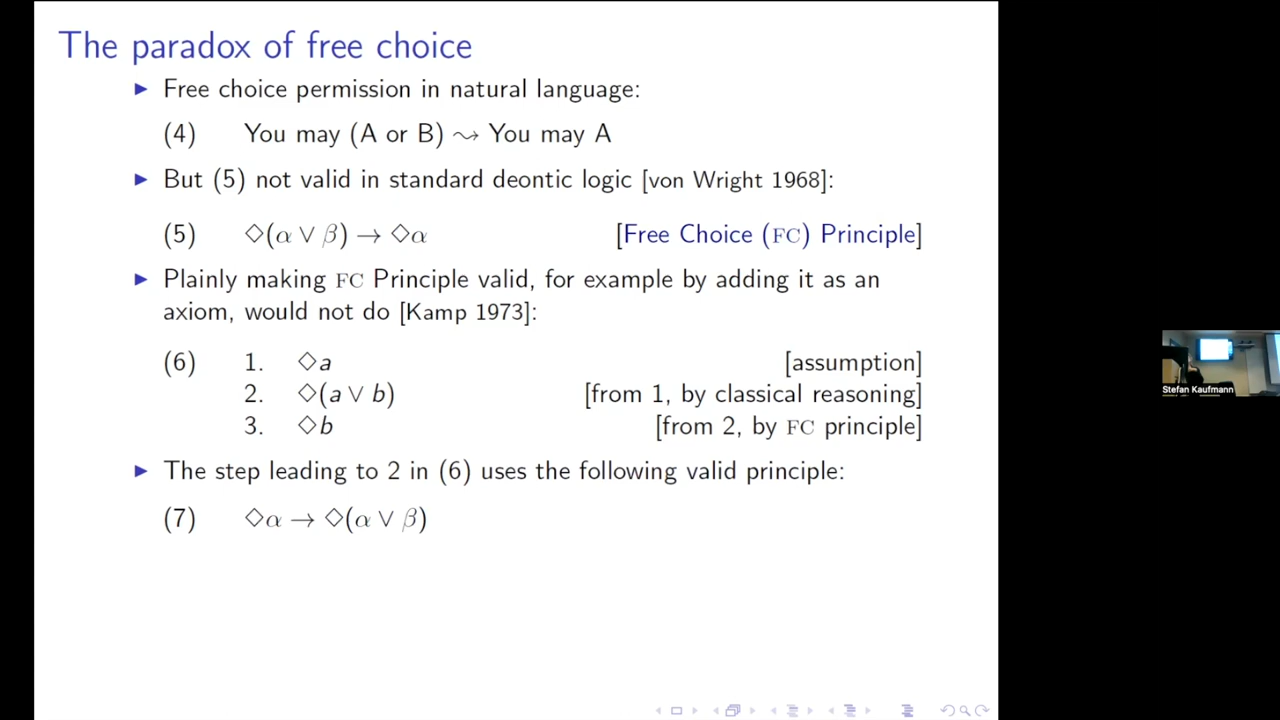 The paradox of free choice
▶ Free choice permission in natural language:
(4) You may (A or B) ⇝ You may A
▶ But (5) not valid in standard deontic logic [von Wright 1968]:
(5) ◇(α ∨ β) → ◇α [Free Choice (FC) Principle]
▶ Plainly making FC Principle valid, for example by adding it as an
axiom, would not do [Kamp 1973]:
(6) 1. ◇a [assumption]
2. ◇(a ∨ b) [from 1, by classical reasoning]
3. ◇b [from 2, by FC principle]
▶ The step leading to 2 in (6) uses the following valid principle:
(7) ◇α → ◇(α ∨ β)
Stefan Kaufmann